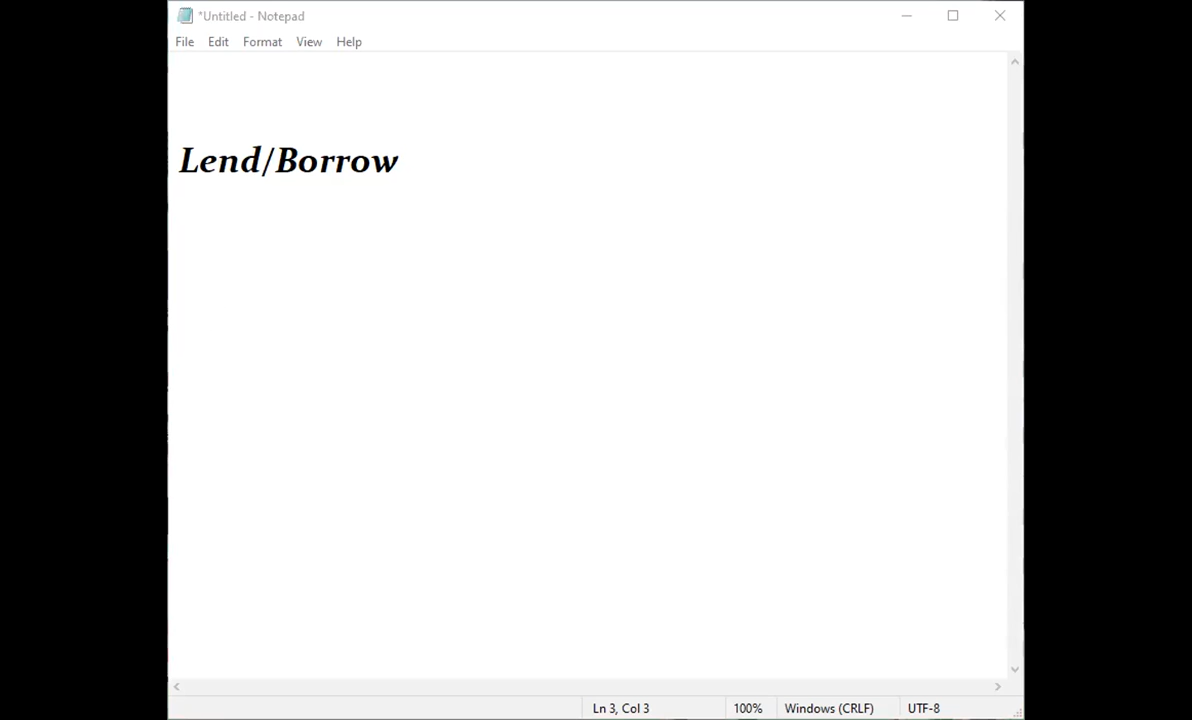 *Untitled - Notepad
File Edit Format View Help
Lend/Borrow
Ln 3, Col 3 100% Windows (CRLF) UTF-8